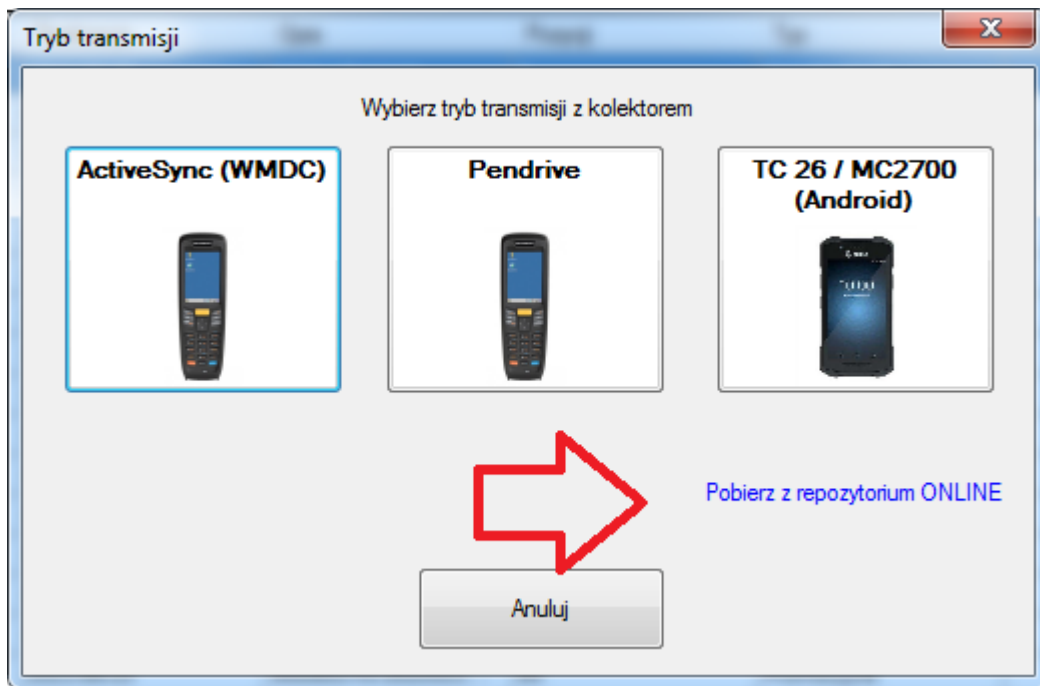 Tryb transmisji
Wybierz tryb transmisji z kolektorem
ActiveSync (WMDC)
Pendrive
TC 26 / MC2700
(Android)
Pobierz z repozytorium ONLINE
Anuluj